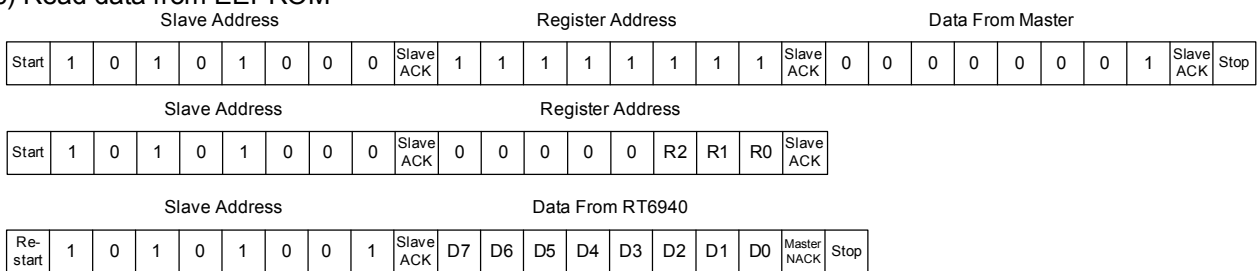 Read data from EEPROM
Slave Address Register Address Data From Master
Start 1 0 1 0 1 0 0 0 Slave ACK 1 1 1 1 1 1 1 1 Slave ACK 0 0 0 0 0 0 0 1 Slave ACK Stop
Slave Address Register Address
Start 1 0 1 0 1 0 0 0 Slave ACK 0 0 0 0 0 R2 R1 R0 Slave ACK
Slave Address Data From RT6940
Re-start 1 0 1 0 1 0 0 1 Slave ACK D7 D6 D5 D4 D3 D2 D1 D0 Master NACK Stop